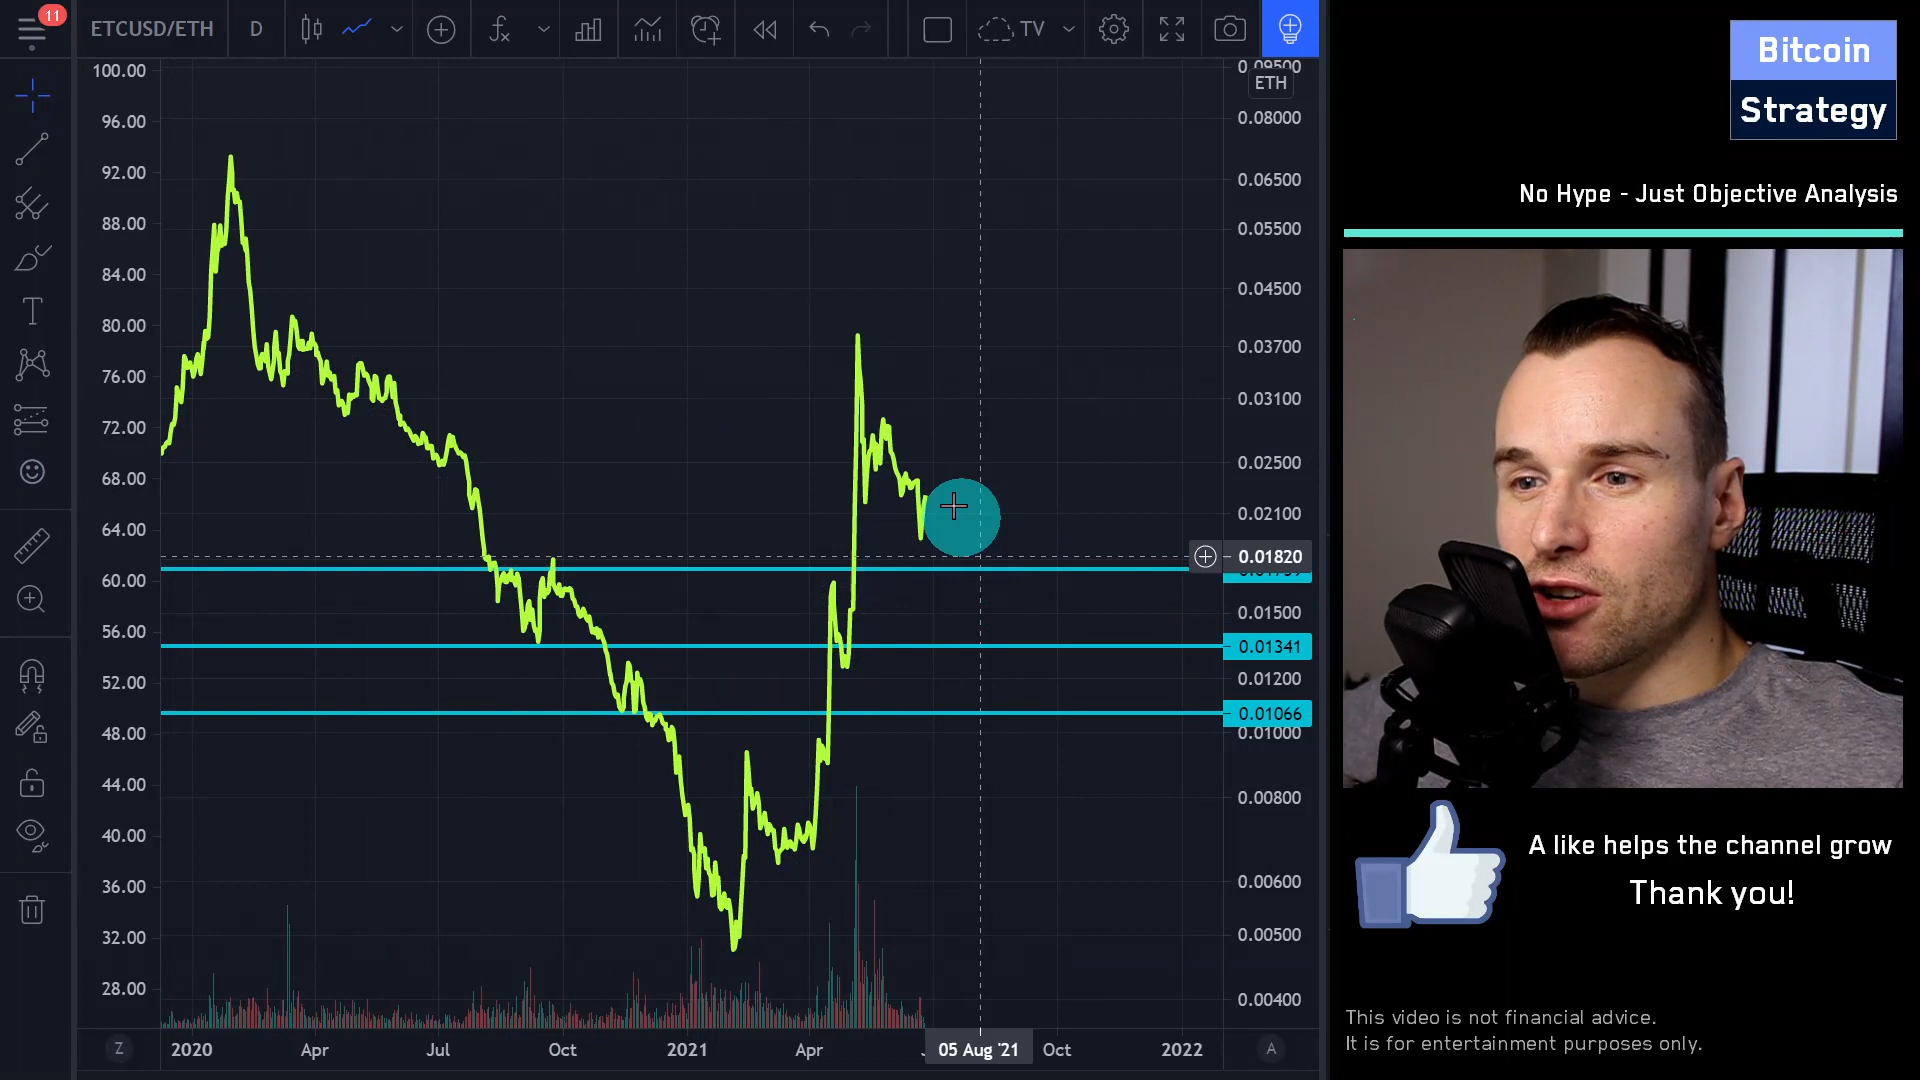 11
ETCUSD/ETH
D
TV
Bitcoin
Strategy
No Hype - Just Objective Analysis
100.00
96.00
92.00
88.00
84.00
80.00
76.00
72.00
68.00
64.00
60.00
56.00
52.00
48.00
44.00
40.00
36.00
32.00
28.00
0.09500
ETH
0.08000
0.06500
0.05500
0.04500
0.03700
0.03100
0.02500
0.02100
0.01820
0.01500
0.01341
0.01200
0.01066
0.01000
0.00800
0.00600
0.00500
0.00400
Z
2020
Apr
Jul
Oct
2021
Apr
05 Aug '21
Oct
2022
A
A like helps the channel grow
Thank you!
This video is not financial advice.
It is for entertainment purposes only.